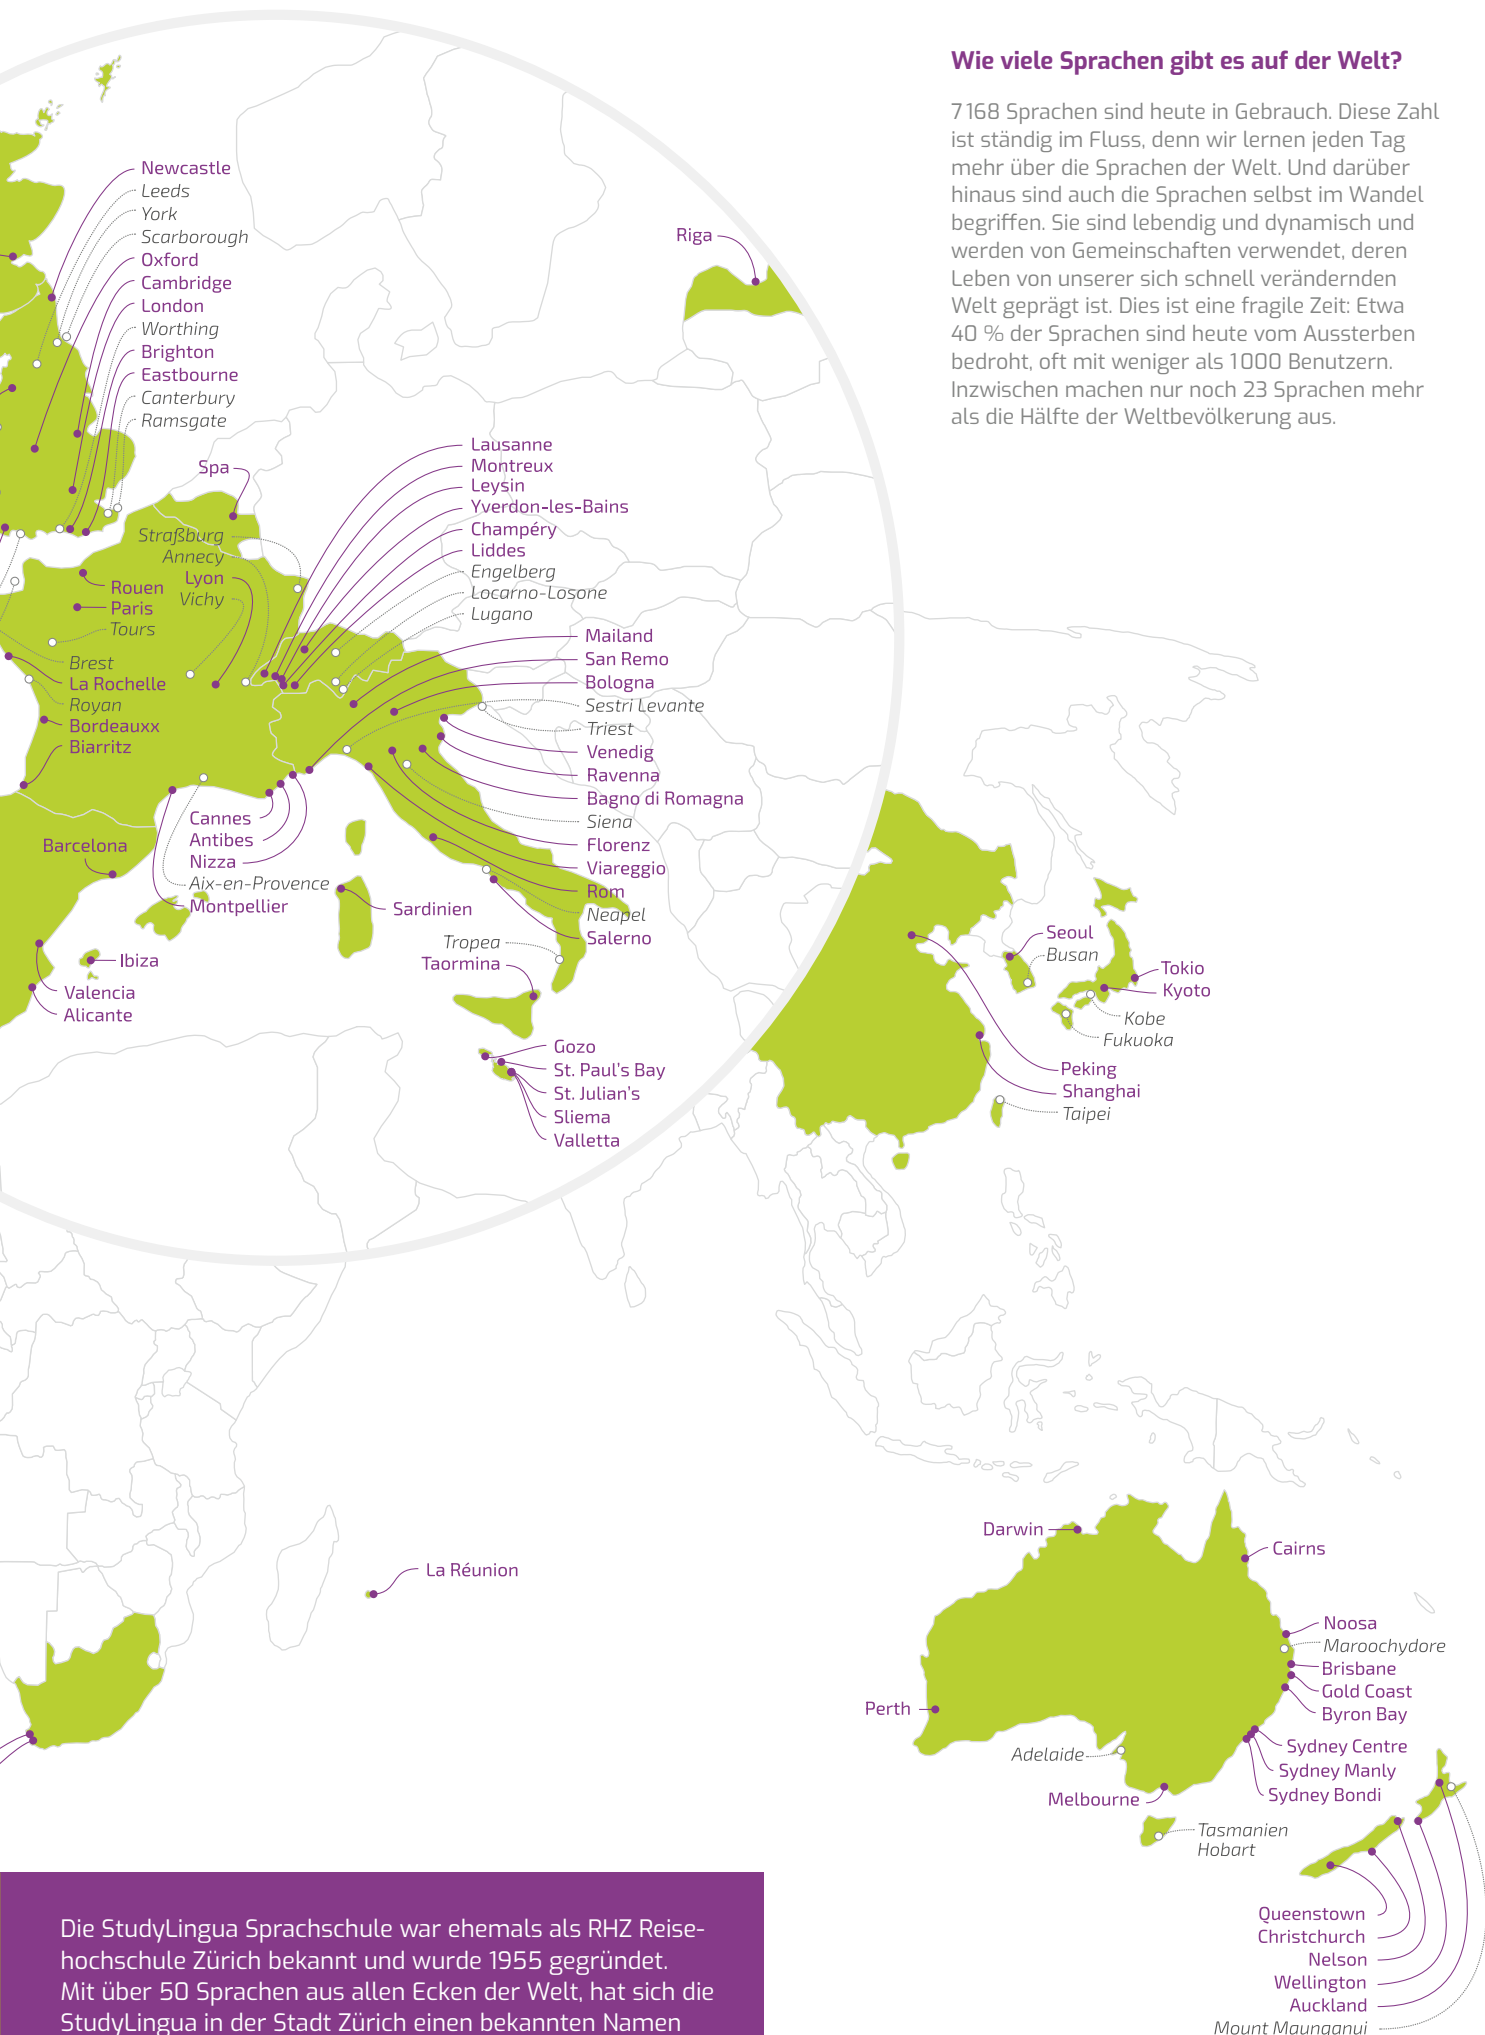 Wie viele Sprachen gibt es auf der Welt?
7168 Sprachen sind heute in Gebrauch. Diese Zahl
ist ständig im Fluss, denn wir lernen jeden Tag
mehr über die Sprachen der Welt. Und darüber
hinaus sind auch die Sprachen selbst im Wandel
begriffen. Sie sind lebendig und dynamisch und
werden von Gemeinschaften verwendet, deren
Leben von unserer sich schnell verändernden
Welt geprägt ist. Dies ist eine fragile Zeit: Etwa
40 % der Sprachen sind heute vom Aussterben
bedroht, oft mit weniger als 1000 Benutzern.
Inzwischen machen nur noch 23 Sprachen mehr
als die Hälfte der Weltbevölkerung aus.
Newcastle
Leeds
York
Scarborough
Oxford
Cambridge
London
Worthing
Brighton
Eastbourne
Canterbury
Ramsgate
Riga
Spa
Lausanne
Montreux
Leysin
Yverdon-les-Bains
Champéry
Liddes
Engelberg
Locarno-Losone
Lugano
Straßburg
Annecy
Lyon
Vichy
Rouen
Paris
Tours
Brest
La Rochelle
Royan
Bordeauxx
Biarritz
Mailand
San Remo
Bologna
Sestri Levante
Triest
Venedig
Ravenna
Bagno di Romagna
Siena
Florenz
Viareggio
Rom
Neapel
Salerno
Cannes
Antibes
Nizza
Aix-en-Provence
Montpellier
Barcelona
Sardinien
Ibiza
Valencia
Alicante
Tropea
Taormina
Gozo
St. Paul's Bay
St. Julian's
Sliema
Valletta
Seoul
Busan
Tokio
Kyoto
Kobe
Fukuoka
Peking
Shanghai
Taipei
La Réunion
Darwin
Cairns
Noosa
Maroochydore
Brisbane
Gold Coast
Byron Bay
Perth
Sydney Centre
Sydney Manly
Sydney Bondi
Adelaide
Melbourne
Tasmanien
Hobart
Queenstown
Christchurch
Nelson
Wellington
Auckland
Mount Maunganui
Die StudyLingua Sprachschule war ehemals als RHZ Reise-
hochschule Zürich bekannt und wurde 1955 gegründet.
Mit über 50 Sprachen aus allen Ecken der Welt, hat sich die
StudyLingua in der Stadt Zürich einen bekannten Namen